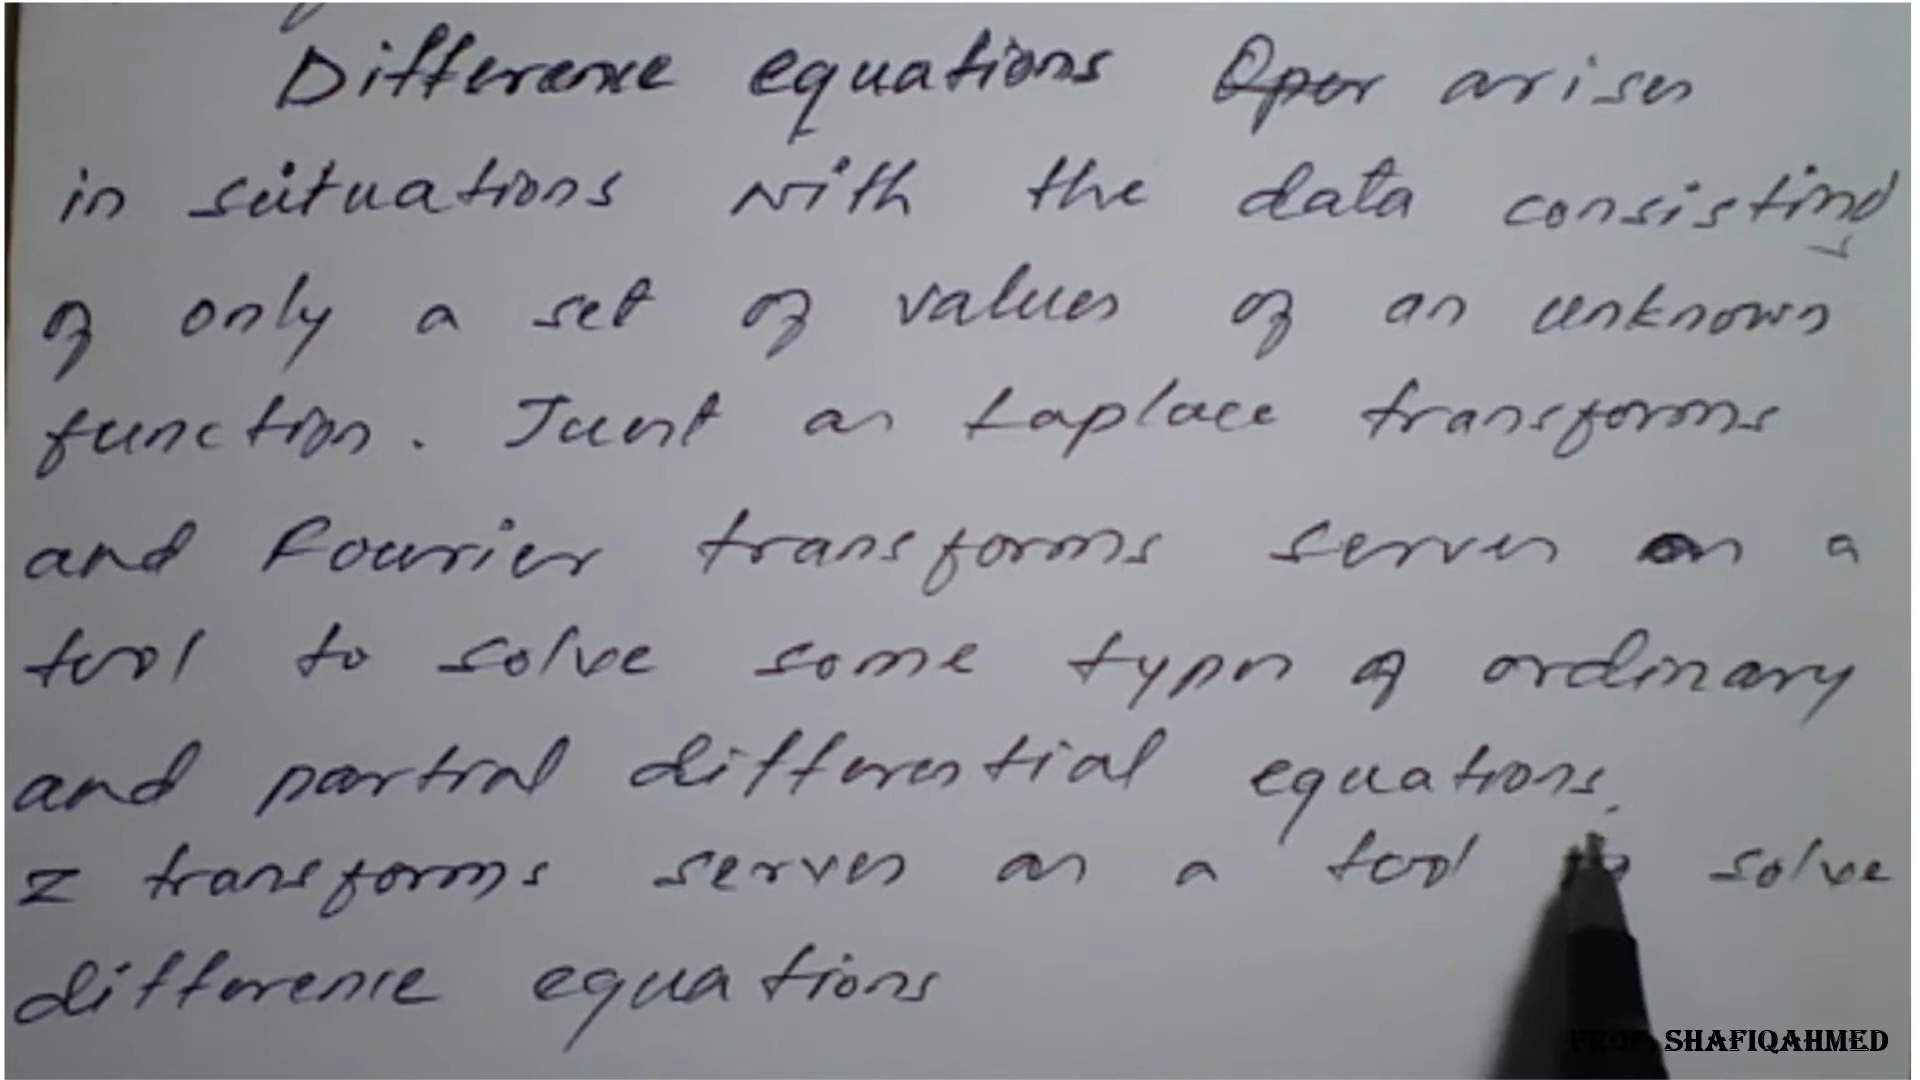 Difference equations Oper arises
in situations with the data consisting
of only a set of values of an unknown
function. Just as Laplace transforms
and Fourier transforms serves as a
tool to solve some types of ordinary
and partial differential equations,
Z transforms serves as a tool to solve
difference equations
PROF. SHAFIQAHMED